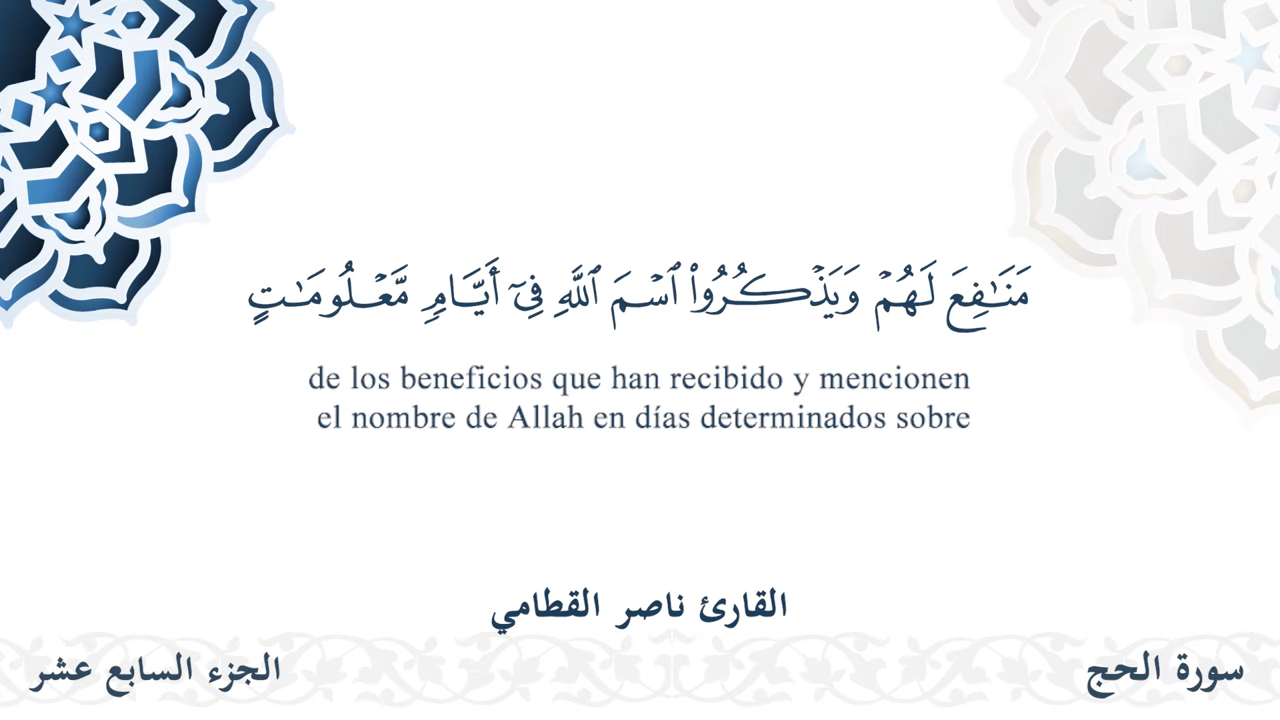 مَنَـٰفِعَ لَهُمْ وَيَذْكُرُوا۟ ٱسْمَ ٱللَّهِ فِىٓ أَيَّامٍ مَّعْلُومَـٰتٍ
de los beneficios que han recibido y mencionen
el nombre de Allah en días determinados sobre
القارئ ناصر القطامي
سورة الحج
الجزء السابع عشر